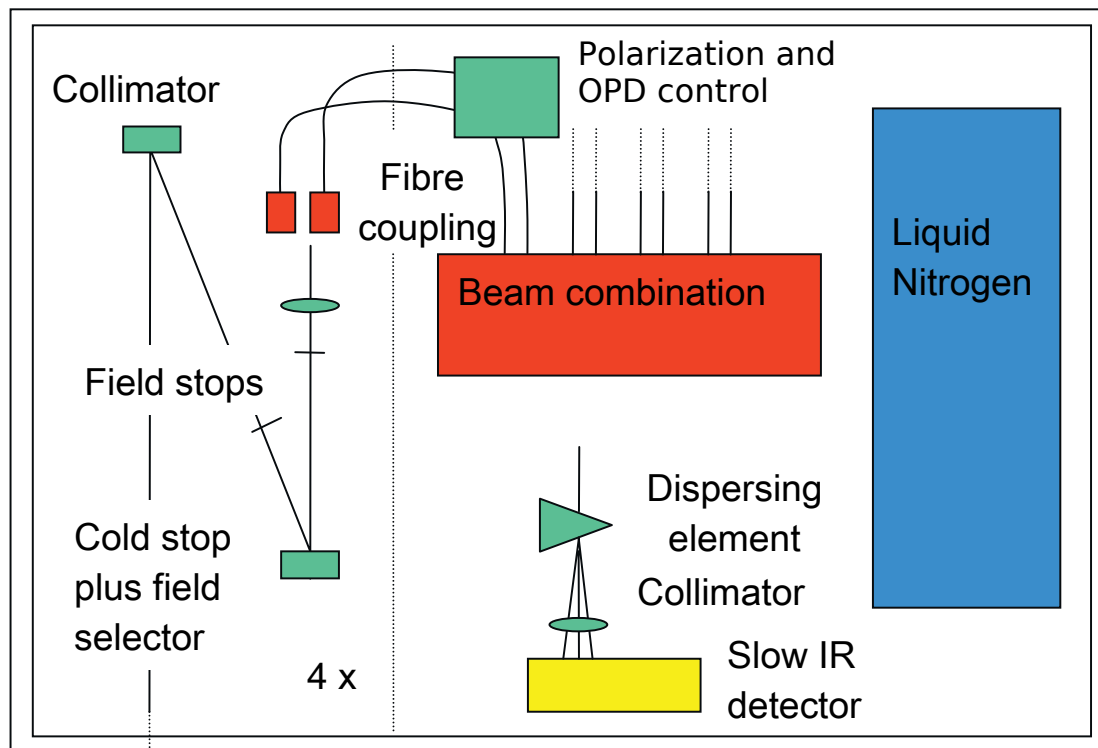 Collimator
Polarization and
OPD control
Fibre
coupling
Liquid
Nitrogen
Beam combination
Field stops
Cold stop
plus field
selector
4 x
Dispersing
element
Collimator
Slow IR
detector